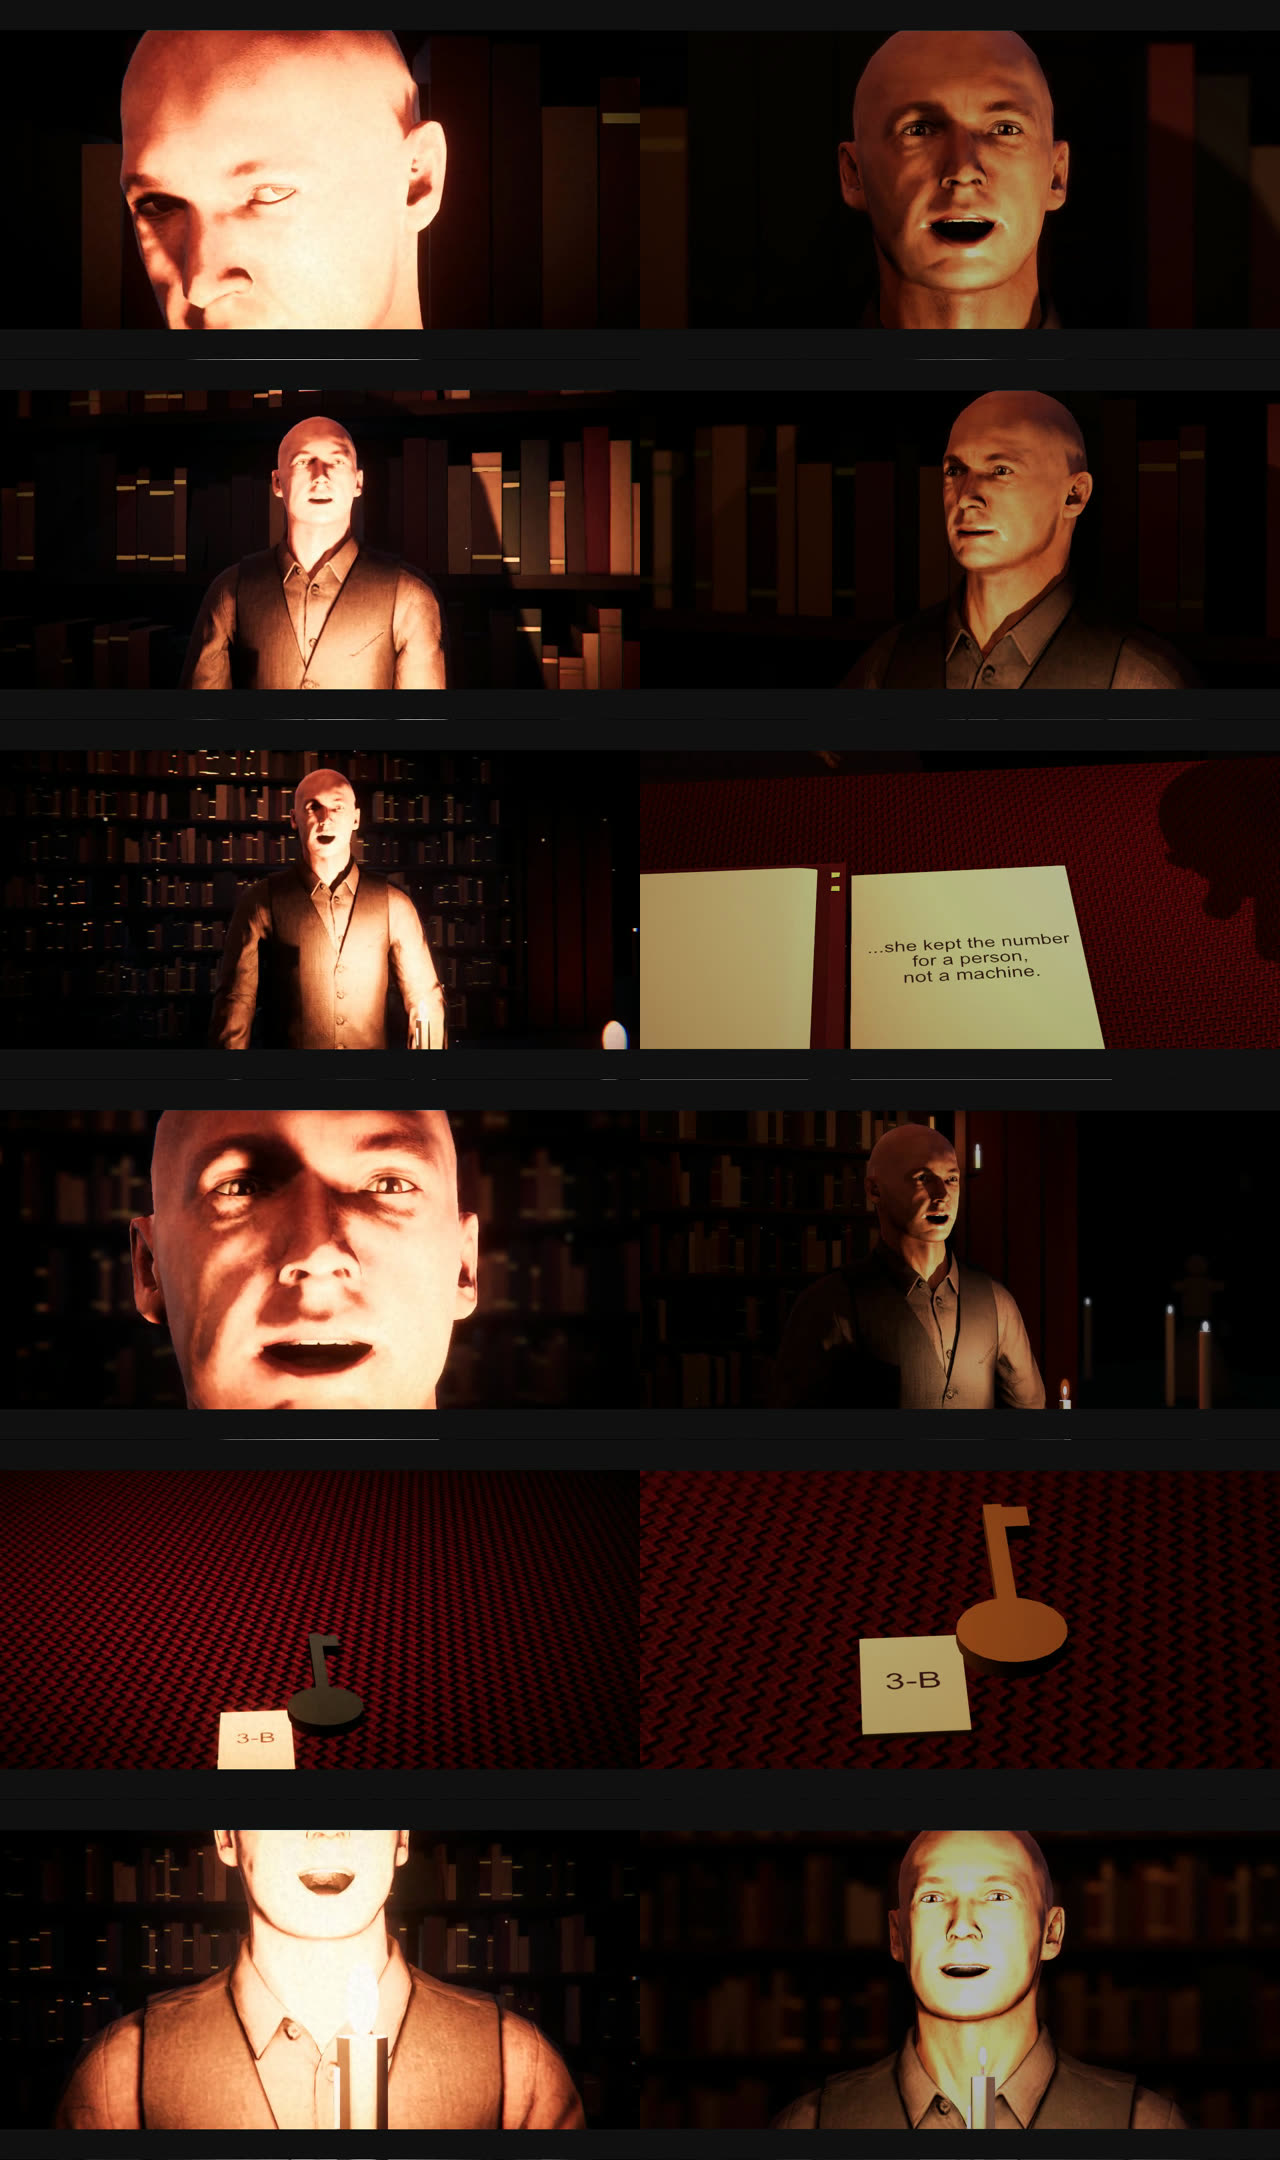 ...she kept the number
for a person,
not a machine.
3-B
3-B